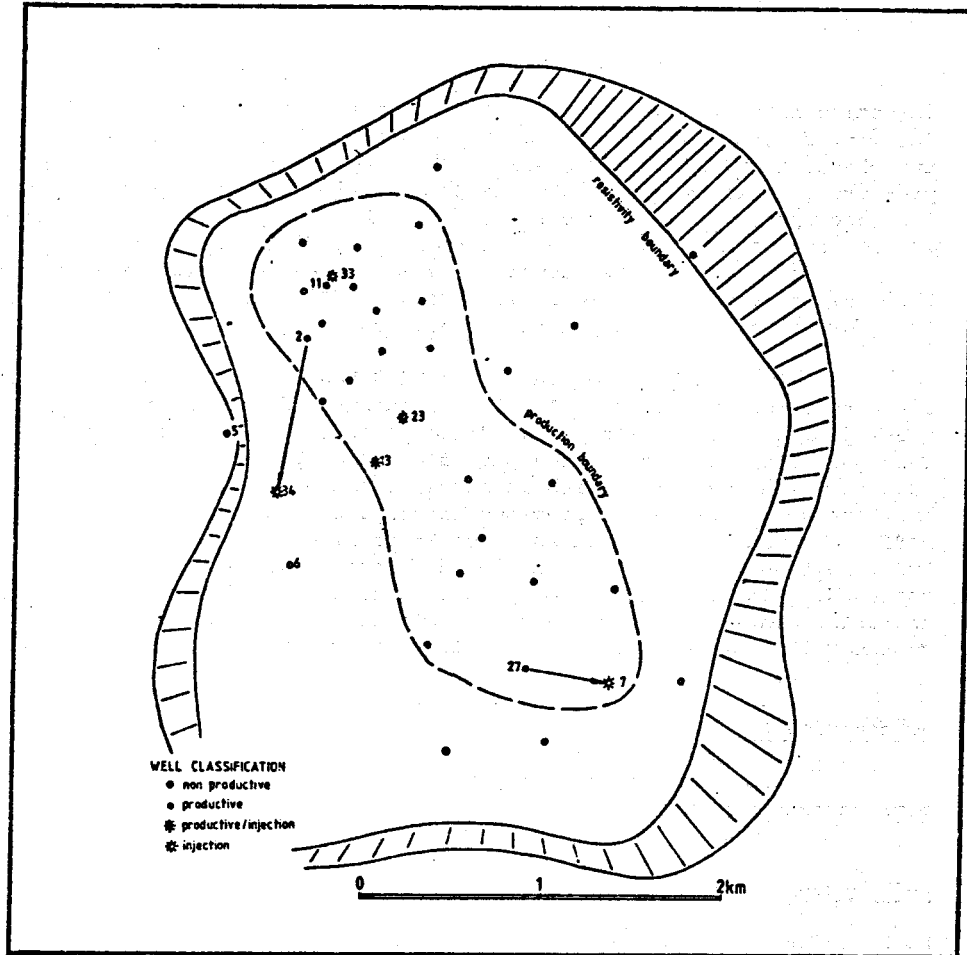 resistivity boundary
33
11
2
23
production boundary
5
13
34
6
27
7
WELL CLASSIFICATION
non productive
productive
productive/injection
injection
0 1 2km